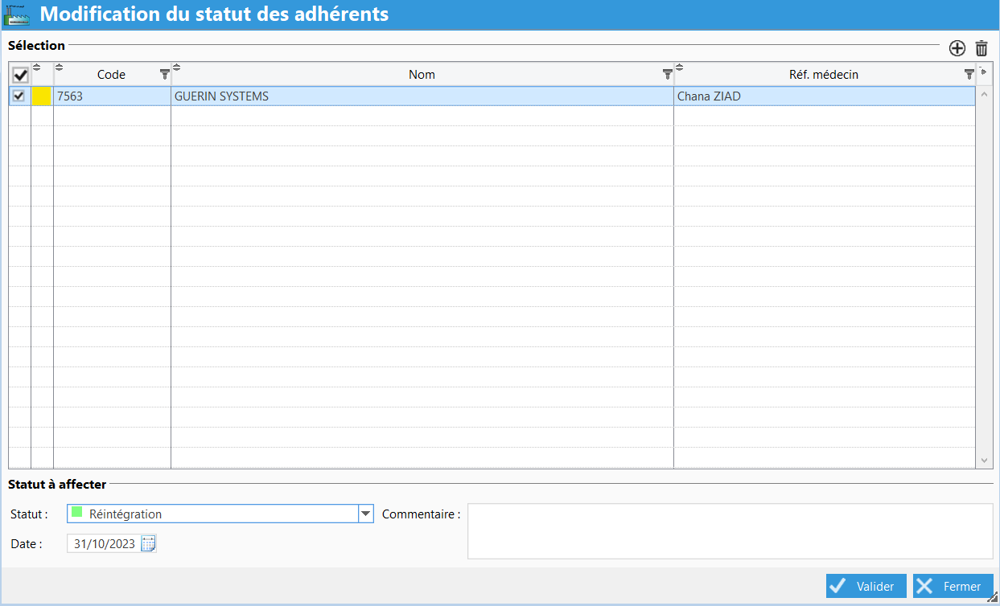 Modification du statut des adhérents
Sélection
Code Nom Réf. médecin
7563 GUERIN SYSTEMS Chana ZIAD
Statut à affecter
Statut : Réintégration Commentaire :
Date : 31/10/2023
Valider Fermer